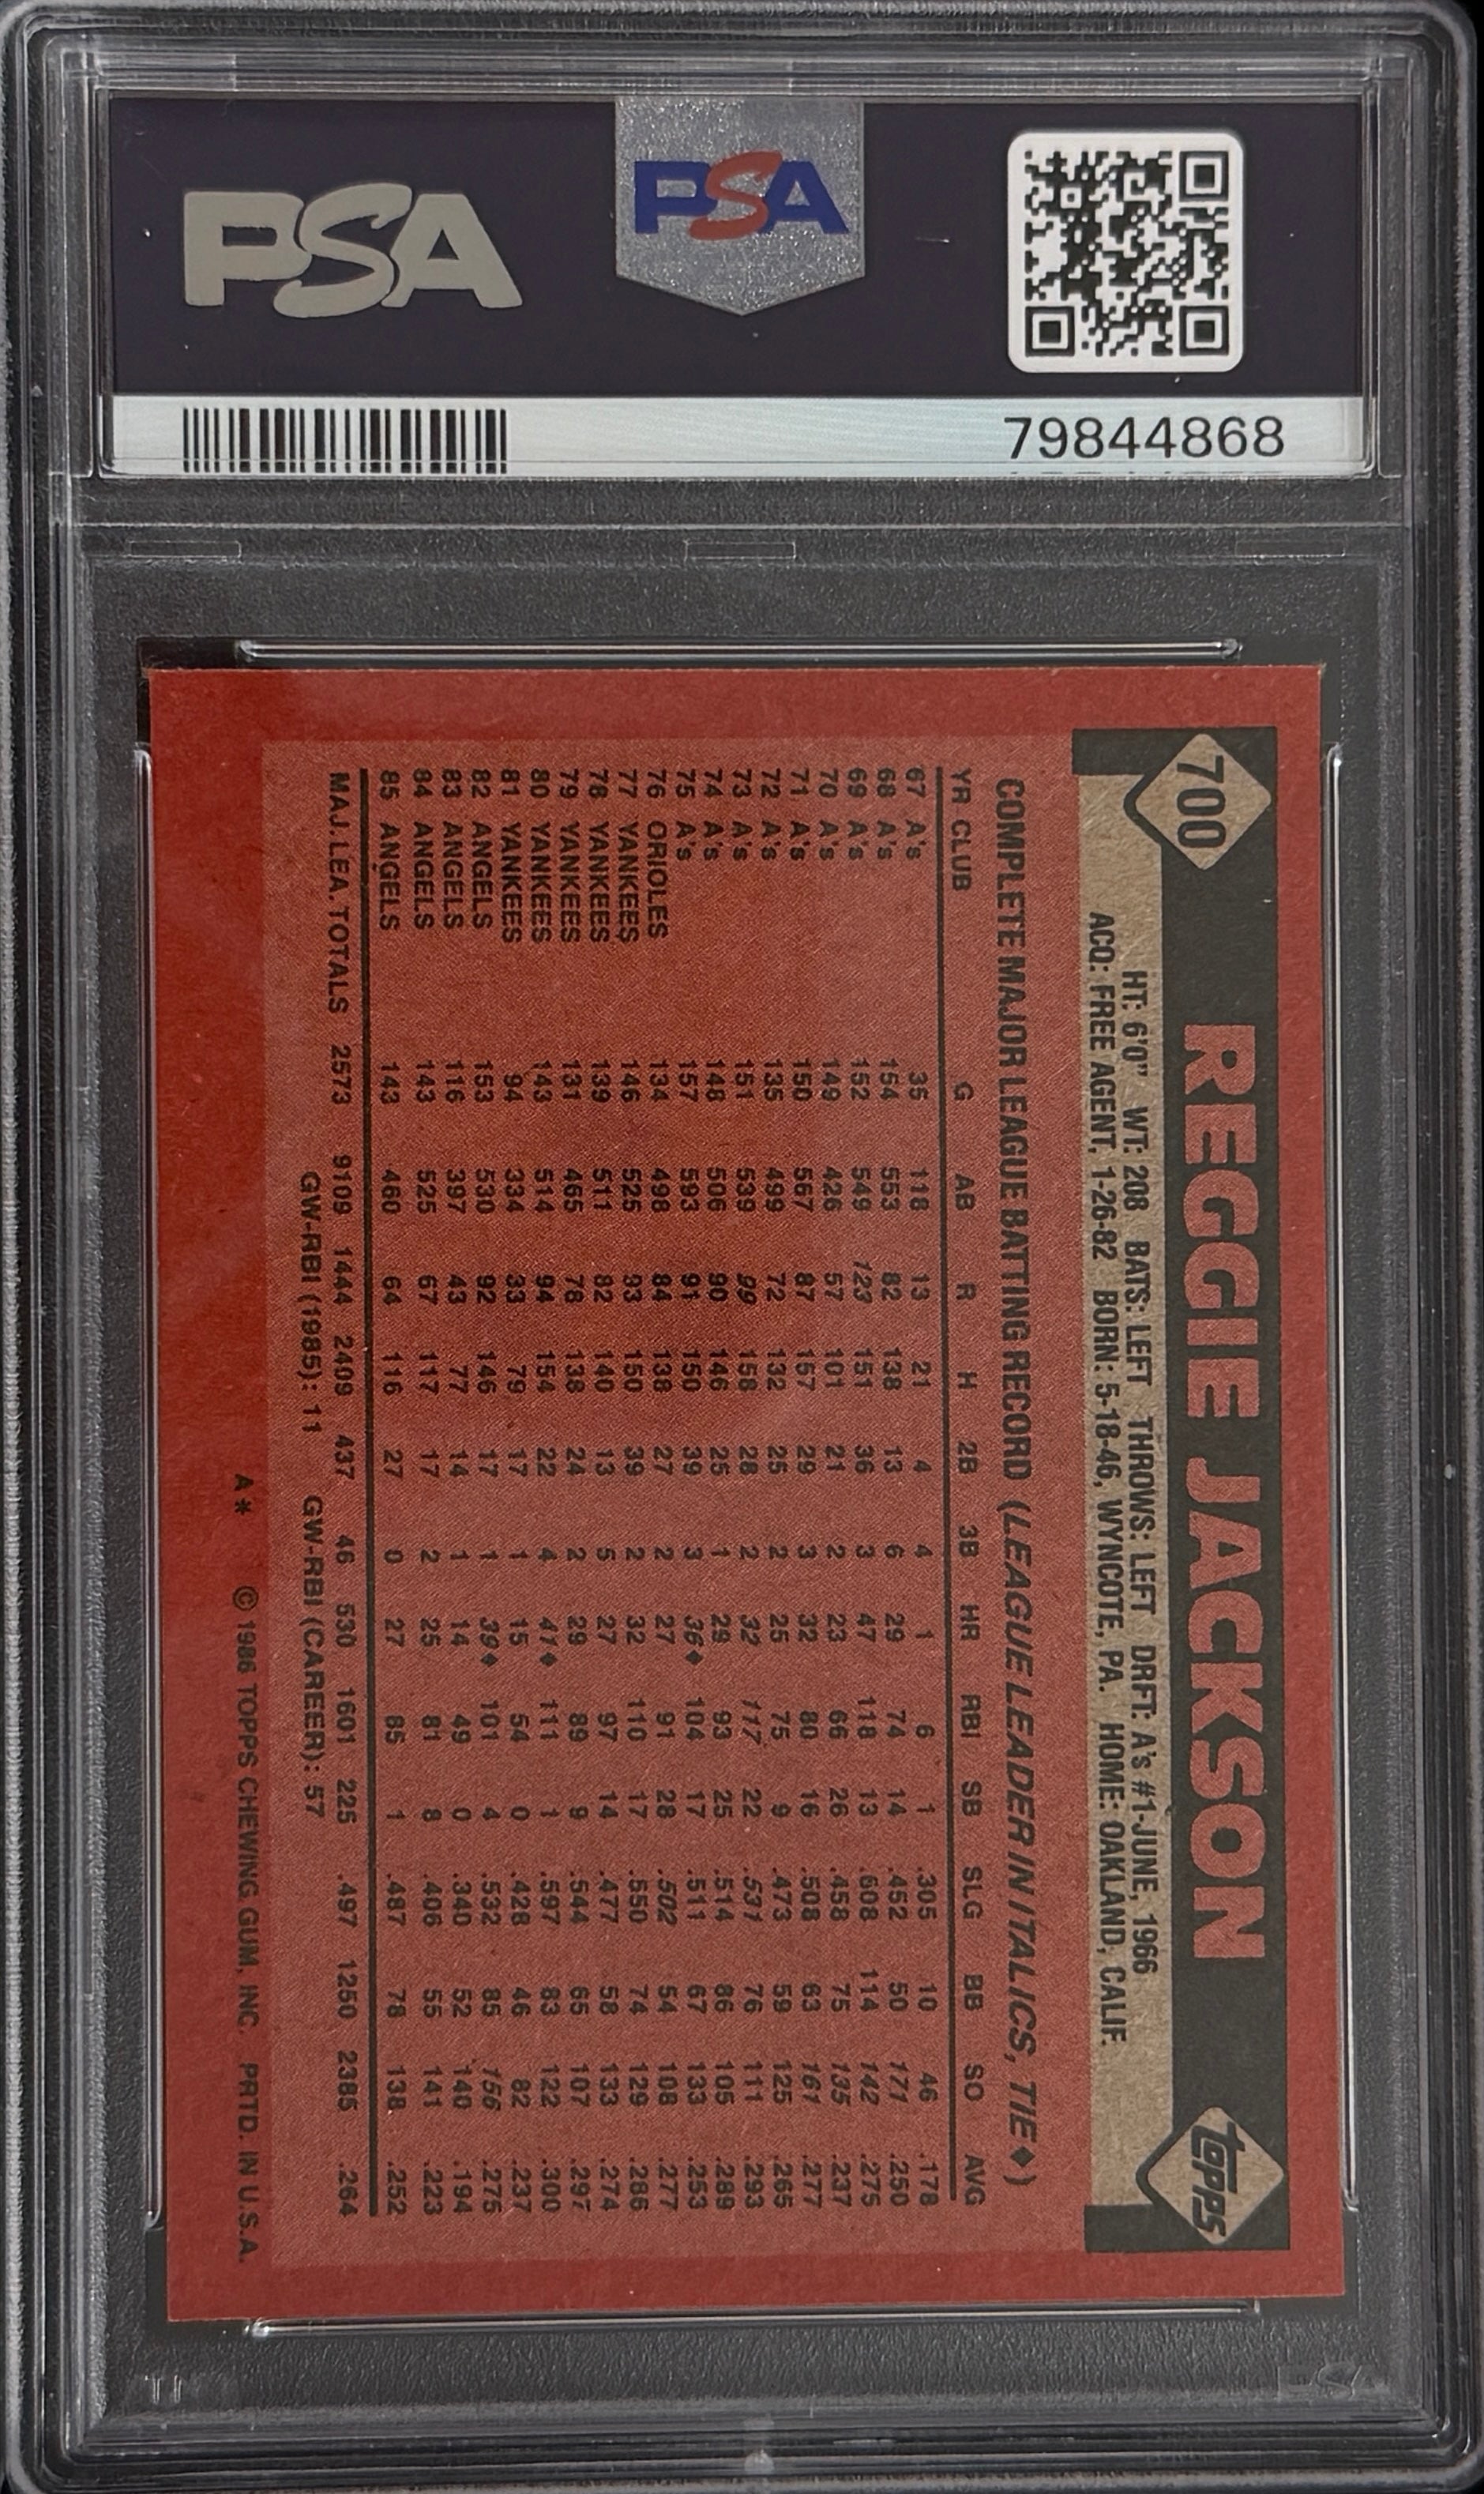 PSA
PSA
79844868
700
REGGIE JACKSON
topps
HT: 6'0" WT: 208 BATS: LEFT THROWS: LEFT DRFT: A's #1-JUNE, 1966
ACQ: FREE AGENT, 1-26-82 BORN: 5-18-46, WYNCOTE, PA. HOME: OAKLAND, CALIF.
COMPLETE MAJOR LEAGUE BATTING RECORD (LEAGUE LEADER IN ITALICS, TIE ♦)
YR CLUB G AB R H 2B 3B HR RBI SB SLG BB SO AVG
67 A's 35 118 13 21 4 4 1 6 1 .305 10 46 .178
68 A's 154 553 82 138 13 6 29 74 14 .452 50 171 .250
69 A's 152 549 123 151 36 3 47 118 13 .608 114 142 .275
70 A's 149 426 57 101 21 2 23 66 26 .458 75 135 .237
71 A's 150 567 87 157 29 3 32 80 16 .508 63 161 .277
72 A's 135 499 72 132 25 2 25 75 9 .473 59 125 .265
73 A's 151 539 99 158 28 2 32 117 22 .531 76 111 .293
74 A's 148 506 90 146 25 1 29 93 25 .514 86 105 .289
75 A's 157 593 91 150 39 3 36♦ 104 17 .511 67 133 .253
76 ORIOLES 134 498 84 138 27 2 27 91 28 .502 54 108 .277
77 YANKEES 146 525 93 150 39 2 32 110 17 .550 74 129 .286
78 YANKEES 139 511 82 140 13 5 27 97 14 .477 58 133 .274
79 YANKEES 131 465 78 138 24 2 29 89 9 .544 65 107 .297
80 YANKEES 143 514 94 154 22 4 41♦ 111 1 .597 83 122 .300
81 YANKEES 94 334 33 79 17 1 15 54 0 .428 46 82 .237
82 ANGELS 153 530 92 146 17 1 39♦ 101 4 .532 85 156 .275
83 ANGELS 116 397 43 77 14 1 14 49 0 .340 52 140 .194
84 ANGELS 143 525 67 117 17 2 25 81 8 .406 55 141 .223
85 ANGELS 143 460 64 116 27 0 27 85 1 .487 78 138 .252
MAJ. LEA. TOTALS 2573 9109 1444 2409 437 46 530 1601 225 .497 1250 2385 .264
GW-RBI (1985): 11 GW-RBI (CAREER): 57
A* © 1986 TOPPS CHEWING GUM, INC. PRTD. IN U.S.A.
PSA